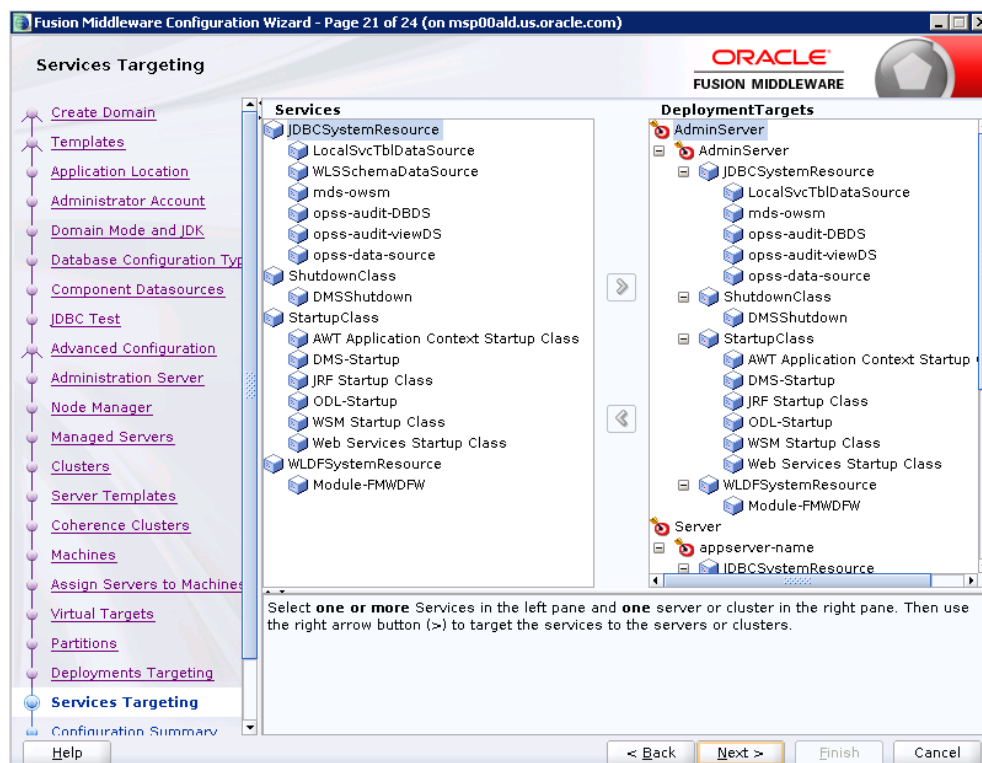 Fusion Middleware Configuration Wizard - Page 21 of 24 (on msp00ald.us.oracle.com)
Services Targeting
ORACLE
FUSION MIDDLEWARE
Create Domain
Templates
Application Location
Administrator Account
Domain Mode and JDK
Database Configuration Typ
Component Datasources
JDBC Test
Advanced Configuration
Administration Server
Node Manager
Managed Servers
Clusters
Server Templates
Coherence Clusters
Machines
Assign Servers to Machines
Virtual Targets
Partitions
Deployments Targeting
Services Targeting
Configuration Summary
Services
JDBCSystemResource
LocalSvcTblDataSource
WLSSchemaDataSource
mds-owsm
opss-audit-DBDS
opss-audit-viewDS
opss-data-source
ShutdownClass
DMSShutdown
StartupClass
AWT Application Context Startup Class
DMS-Startup
JRF Startup Class
ODL-Startup
WSM Startup Class
Web Services Startup Class
WLDFSystemResource
Module-FMWDFW
DeploymentTargets
AdminServer
AdminServer
JDBCSystemResource
LocalSvcTblDataSource
mds-owsm
opss-audit-DBDS
opss-audit-viewDS
opss-data-source
ShutdownClass
DMSShutdown
StartupClass
AWT Application Context Startup
DMS-Startup
JRF Startup Class
ODL-Startup
WSM Startup Class
Web Services Startup Class
WLDFSystemResource
Module-FMWDFW
Server
appserver-name
JDBCSystemResource
Select one or more Services in the left pane and one server or cluster in the right pane. Then use
the right arrow button (>) to target the services to the servers or clusters.
Help
< Back
Next >
Finish
Cancel